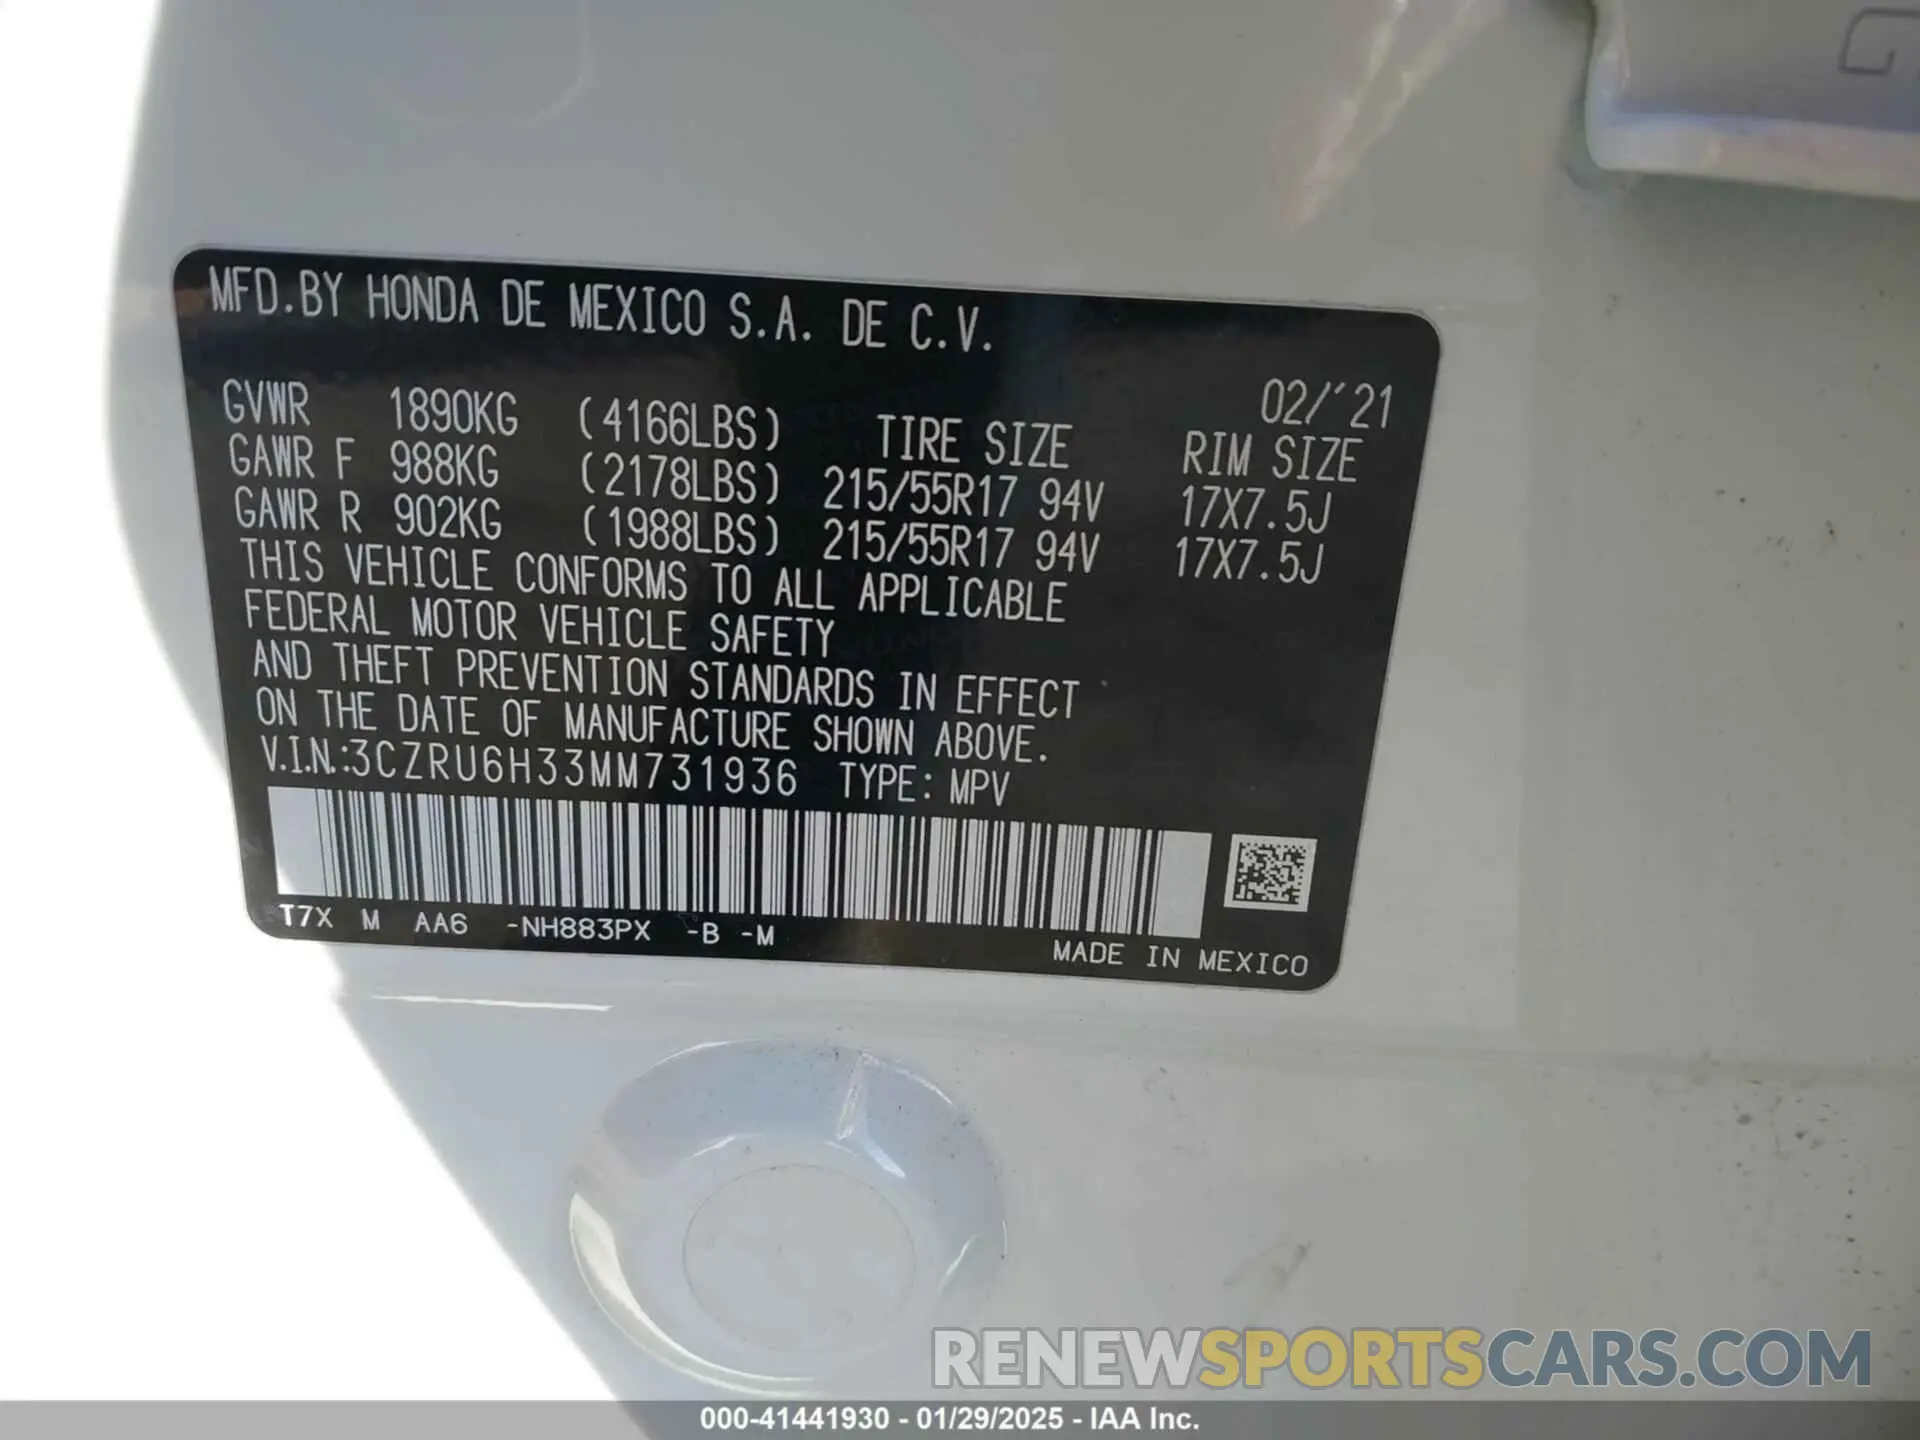 MFD.BY HONDA DE MEXICO S.A. DE C.V.
02/'21
GVWR 1890KG (4166LBS) TIRE SIZE RIM SIZE
GAWR F 988KG (2178LBS) 215/55R17 94V 17X7.5J
GAWR R 902KG (1988LBS) 215/55R17 94V 17X7.5J
THIS VEHICLE CONFORMS TO ALL APPLICABLE
FEDERAL MOTOR VEHICLE SAFETY
AND THEFT PREVENTION STANDARDS IN EFFECT
ON THE DATE OF MANUFACTURE SHOWN ABOVE.
V.I.N.:3CZRU6H33MM731936 TYPE: MPV
T7X M AA6 -NH883PX -B -M
MADE IN MEXICO
RENEWSPORTSCARS.COM
000-41441930 - 01/29/2025 - IAA Inc.